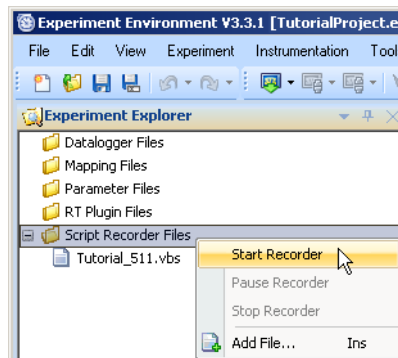 Experiment Environment V3.3.1 [TutorialProject.e
File Edit View Experiment Instrumentation Tool
Experiment Explorer
Datalogger Files
Mapping Files
Parameter Files
RT Plugin Files
Script Recorder Files
Tutorial_511.vbs
Start Recorder
Pause Recorder
Stop Recorder
Add File... Ins